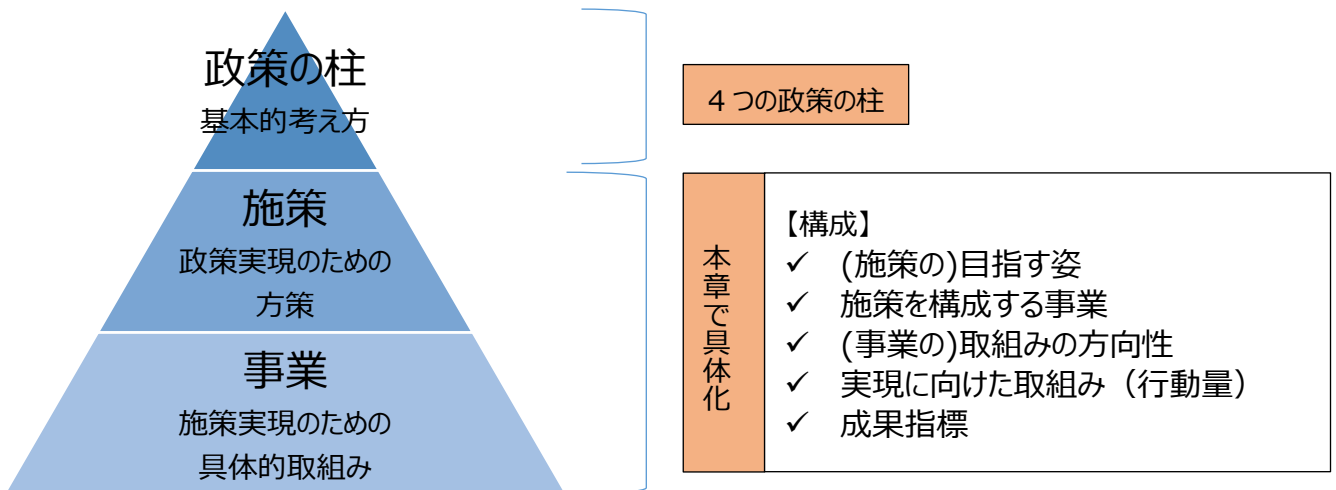 政策の柱
基本的考え方
施策
政策実現のための
方策
事業
施策実現のための
具体的取組み
４つの政策の柱
本章で具体化
【構成】
✓ (施策の)目指す姿
✓ 施策を構成する事業
✓ (事業の)取組みの方向性
✓ 実現に向けた取組み（行動量）
✓ 成果指標